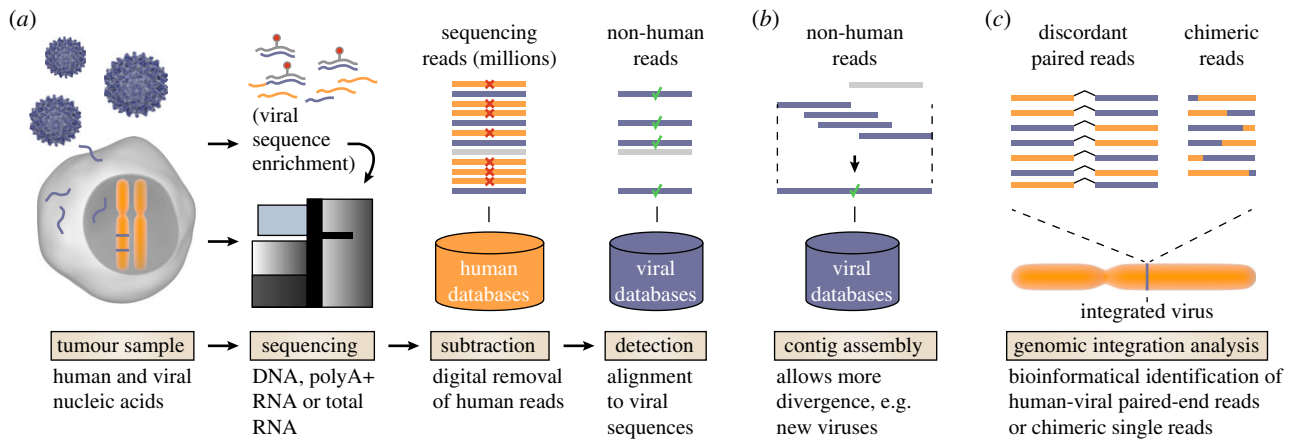 (a)
(viral
sequence
enrichment)
sequencing
reads (millions)
non-human
reads
human
databases
viral
databases
tumour sample
human and viral
nucleic acids
sequencing
DNA, polyA+
RNA or total
RNA
subtraction
digital removal
of human reads
detection
alignment
to viral
sequences
(b)
non-human
reads
viral
databases
contig assembly
allows more
divergence, e.g.
new viruses
(c)
discordant
paired reads
chimeric
reads
integrated virus
genomic integration analysis
bioinformatical identification of
human-viral paired-end reads
or chimeric single reads